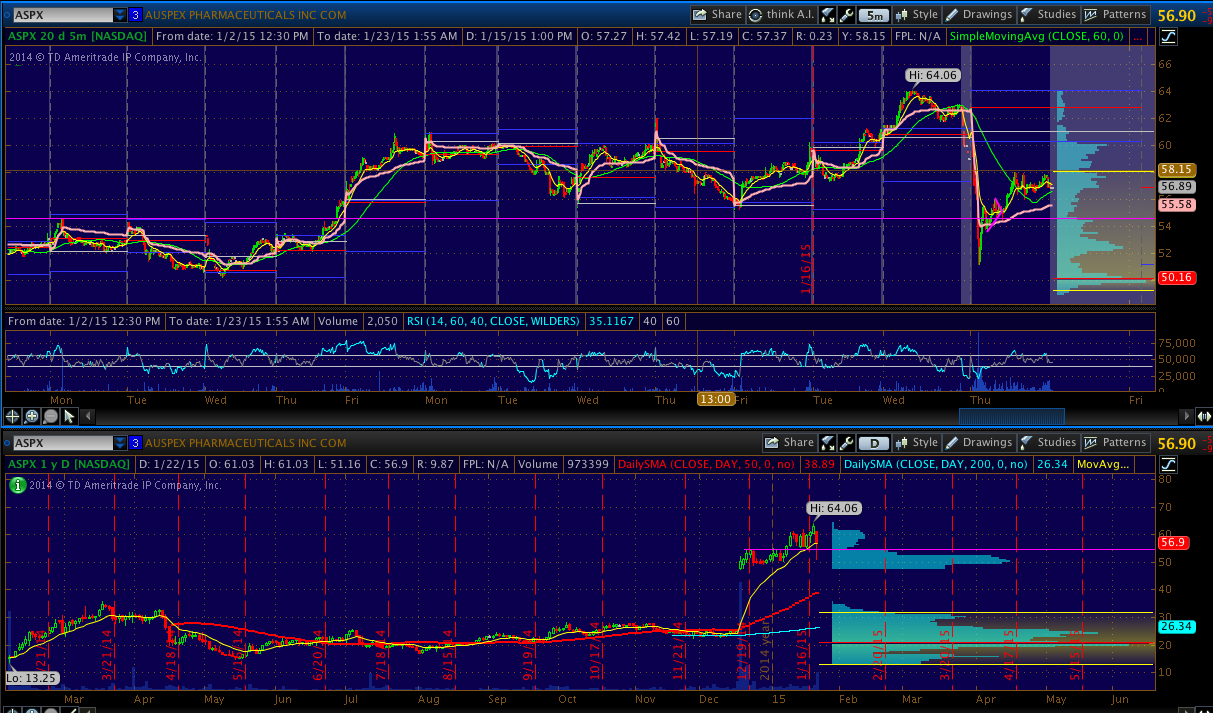 ASPX 3 AUSPEX PHARMACEUTICALS INC COM Share think A.I. 5m Style Drawings Studies Patterns 56.90
ASPX 20 d 5m [NASDAQ] From date: 1/2/15 12:30 PM To date: 1/23/15 1:55 AM D: 1/15/15 1:00 PM O: 57.27 H: 57.42 L: 57.19 C: 57.37 R: 0.23 Y: 58.15 FPL: N/A SimpleMovingAvg (CLOSE, 60, 0) ...
2014 © TD Ameritrade IP Company, Inc.
66
Hi: 64.06
64
62
60
58.15
56.89
55.58
54
52
50.16
1/16/15
From date: 1/2/15 12:30 PM To date: 1/23/15 1:55 AM Volume 2,050 RSI (14, 60, 40, CLOSE, WILDERS) 35.1167 40 60
75,000
50,000
25,000
0
Mon Tue Wed Thu Fri Mon Tue Wed Thu 13:00 Fri Tue Wed Thu Fri
ASPX 3 AUSPEX PHARMACEUTICALS INC COM Share D Style Drawings Studies Patterns 56.90
ASPX 1 y D [NASDAQ] D: 1/22/15 O: 61.03 H: 61.03 L: 51.16 C: 56.9 R: 9.87 FPL: N/A Volume 973399 DailySMA (CLOSE, DAY, 50, 0, no) 38.89 DailySMA (CLOSE, DAY, 200, 0, no) 26.34 MovAvg...
i 2014 © TD Ameritrade IP Company, Inc.
80
70
Hi: 64.06
60
56.9
50
40
30
26.34
20
10
3/21/14 4/18/14 5/15/14 6/20/14 7/18/14 8/15/14 9/19/14 10/17/14 11/21/14 12/19/14 1/16/15 2/20/15 3/20/15 4/17/15 5/15/15
Lo: 13.25
Mar Apr May Jun Jul Aug Sep Oct Nov Dec 15 Feb Mar Apr May Jun